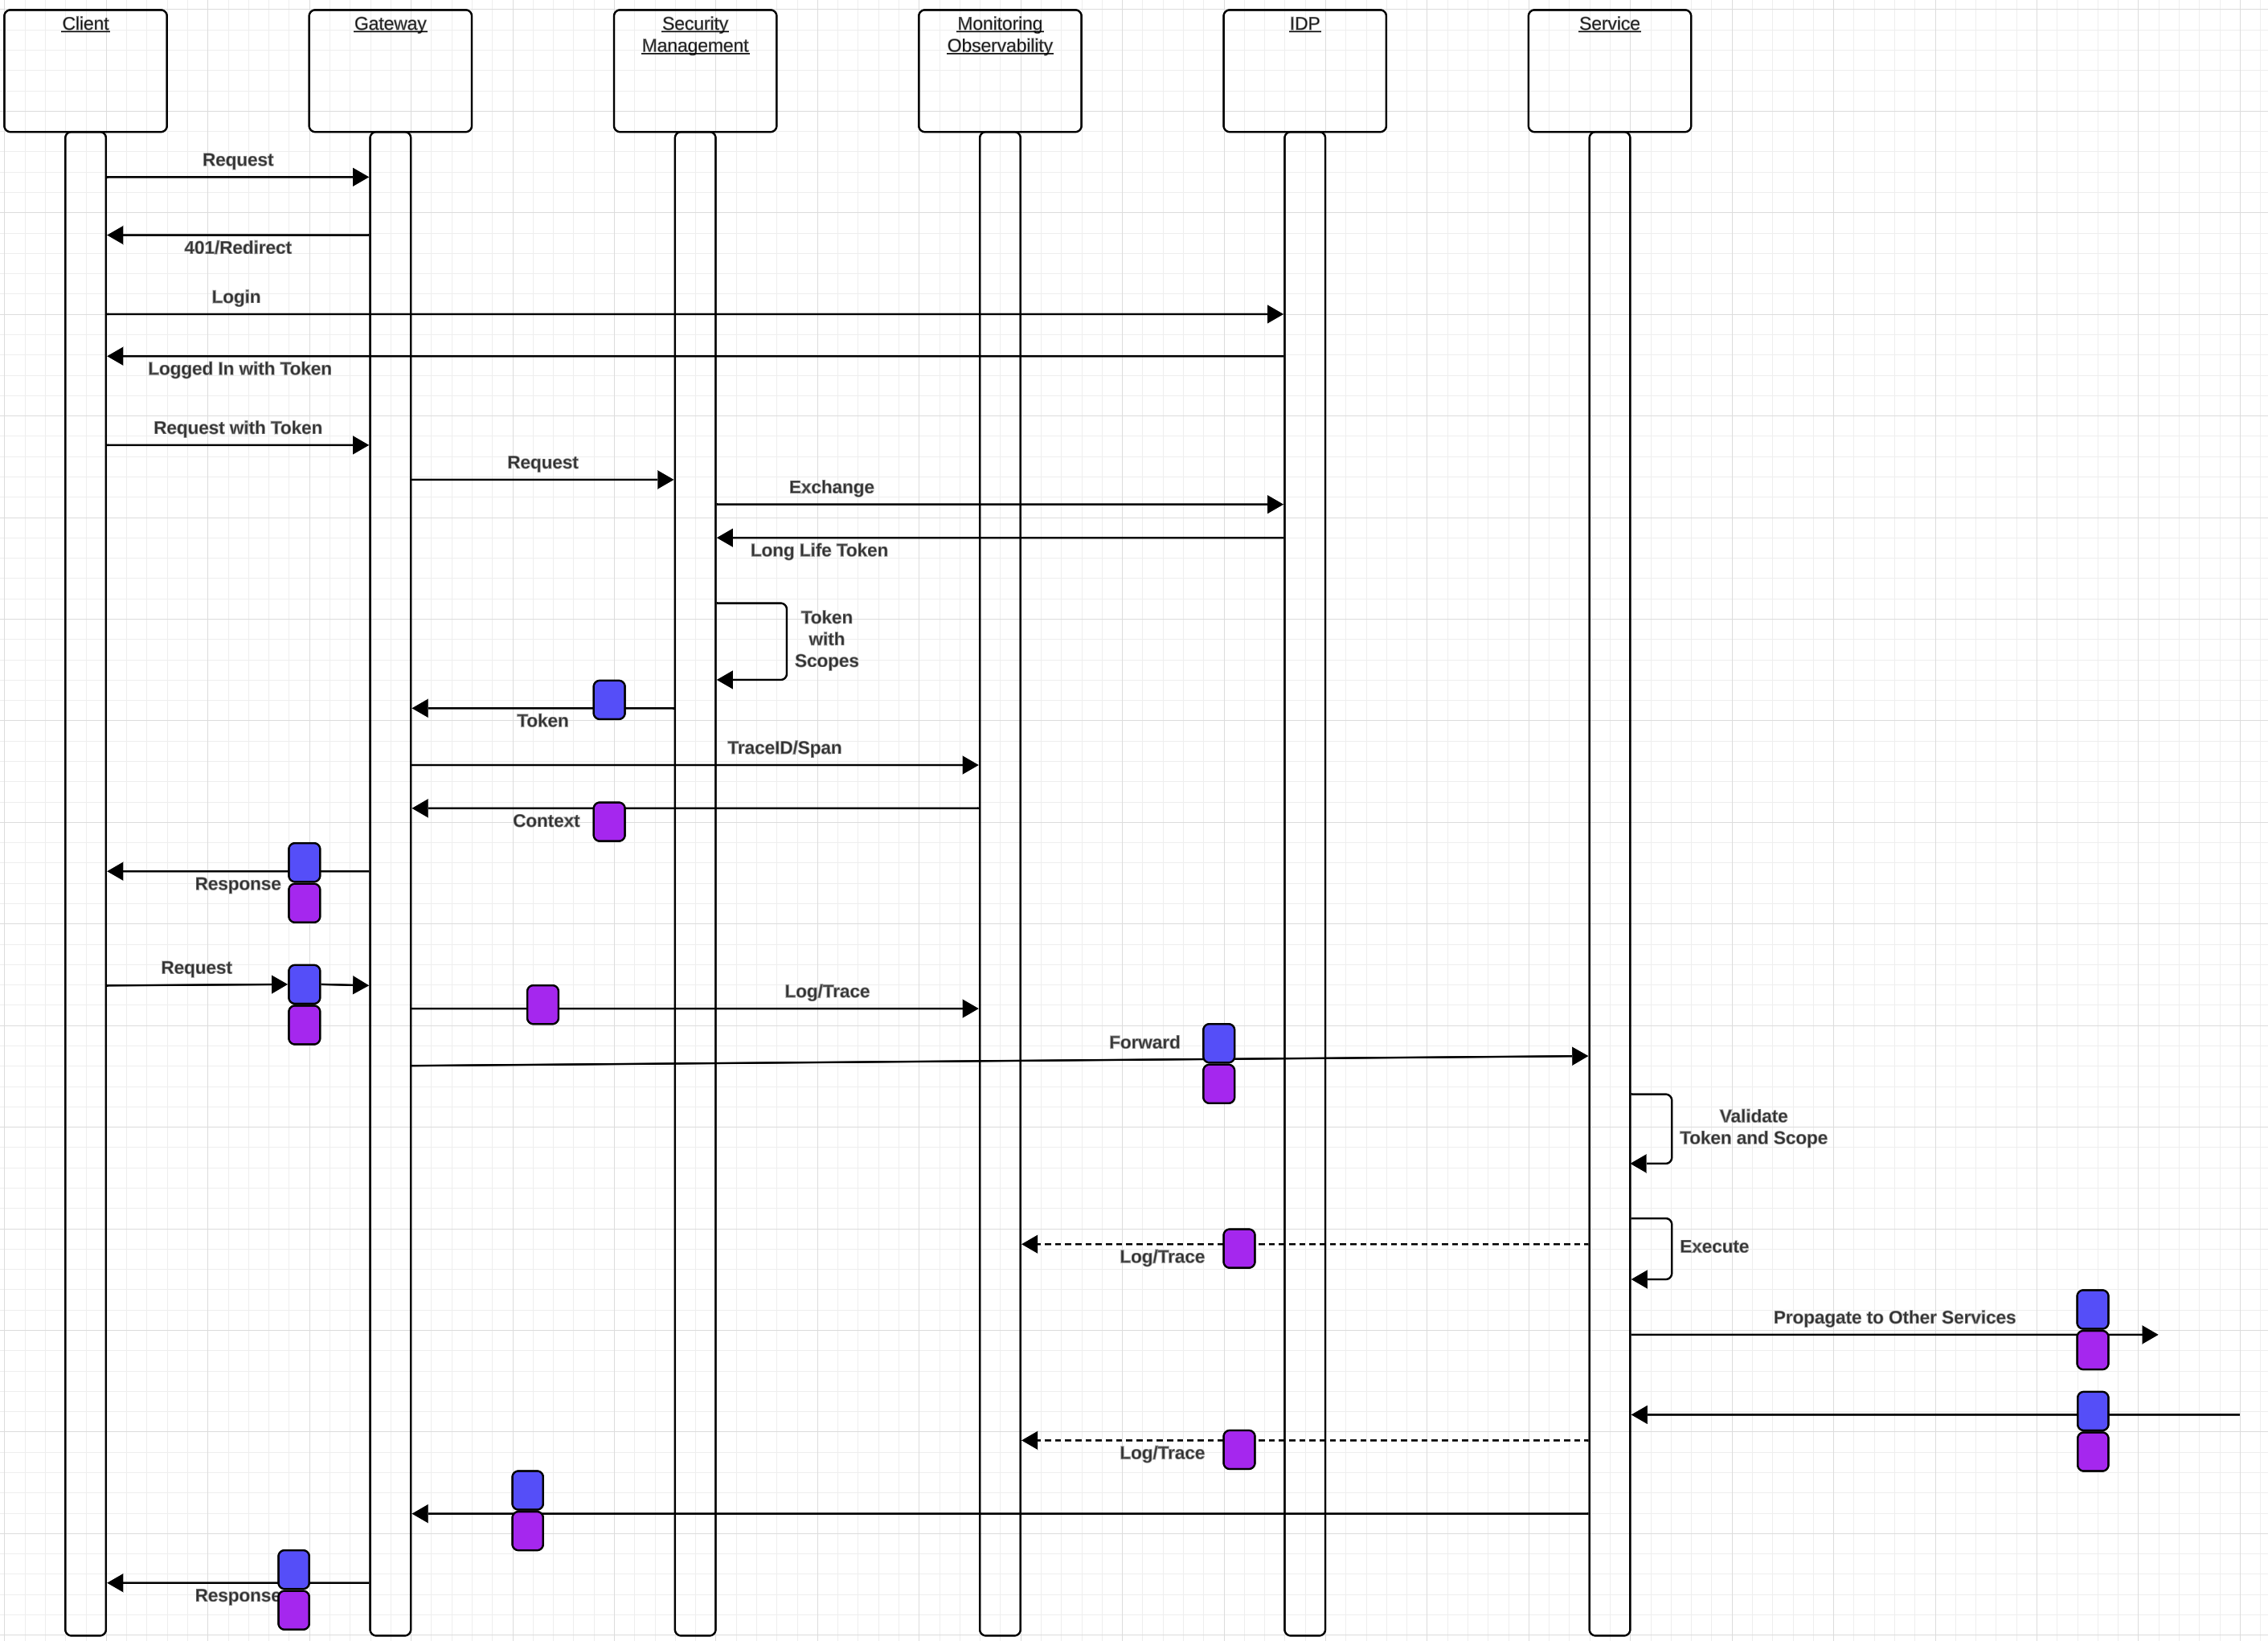 Client
Gateway
Security
Management
Monitoring
Observability
IDP
Service
Request
401/Redirect
Login
Logged In with Token
Request with Token
Request
Exchange
Long Life Token
Token
with
Scopes
Token
TraceID/Span
Context
Response
Request
Log/Trace
Forward
Validate
Token and Scope
Execute
Log/Trace
Propagate to Other Services
Log/Trace
Response